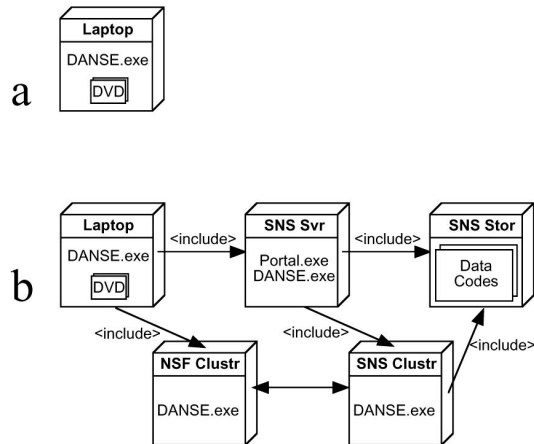 a
Laptop
DANSE.exe
DVD
b
Laptop
DANSE.exe
DVD
<include>
SNS Svr
Portal.exe
DANSE.exe
<include>
SNS Stor
Data
Codes
<include>
<include>
<include>
NSF Clustr
DANSE.exe
SNS Clustr
DANSE.exe